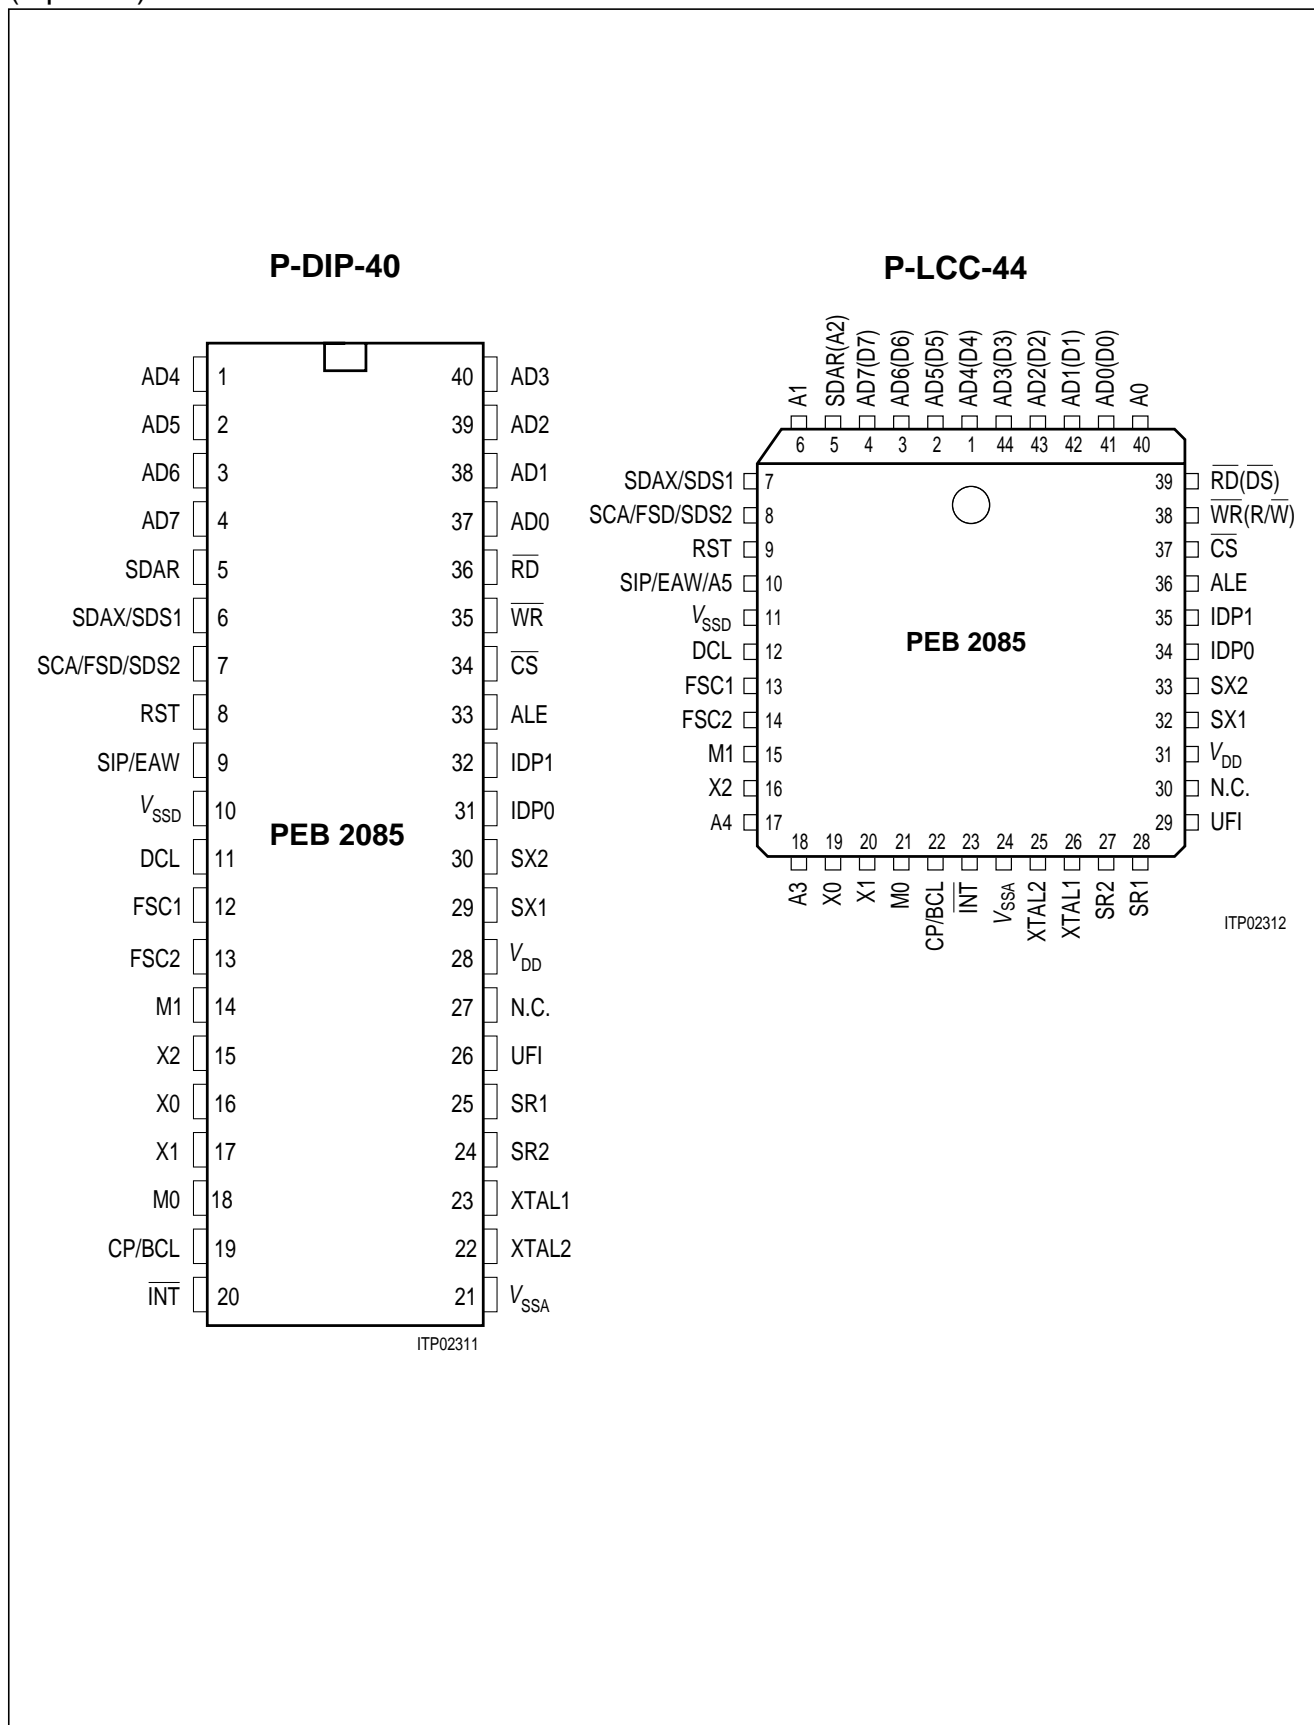 P-DIP-40
AD4 1 40 AD3
AD5 2 39 AD2
AD6 3 38 AD1
AD7 4 37 AD0
SDAR 5 36 R̅D̅
SDAX/SDS1 6 35 W̅R̅
SCA/FSD/SDS2 7 34 C̅S̅
RST 8 33 ALE
SIP/EAW 9 32 IDP1
VSSD 10 31 IDP0
PEB 2085
DCL 11 30 SX2
FSC1 12 29 SX1
FSC2 13 28 VDD
M1 14 27 N.C.
X2 15 26 UFI
X0 16 25 SR1
X1 17 24 SR2
M0 18 23 XTAL1
CP/BCL 19 22 XTAL2
I̅N̅T̅ 20 21 VSSA
ITP02311
P-LCC-44
A1 SDAR(A2) AD7(D7) AD6(D6) AD5(D5) AD4(D4) AD3(D3) AD2(D2) AD1(D1) AD0(D0) A0
6 5 4 3 2 1 44 43 42 41 40
SDAX/SDS1 7 39 R̅D̅(D̅S̅)
SCA/FSD/SDS2 8 38 W̅R̅(R/W̅)
RST 9 37 C̅S̅
SIP/EAW/A5 10 36 ALE
VSSD 11 35 IDP1
PEB 2085
DCL 12 34 IDP0
FSC1 13 33 SX2
FSC2 14 32 SX1
M1 15 31 VDD
X2 16 30 N.C.
A4 17 29 UFI
18 19 20 21 22 23 24 25 26 27 28
A3 X0 X1 M0 CP/BCL I̅N̅T̅ VSSA XTAL2 XTAL1 SR2 SR1
ITP02312